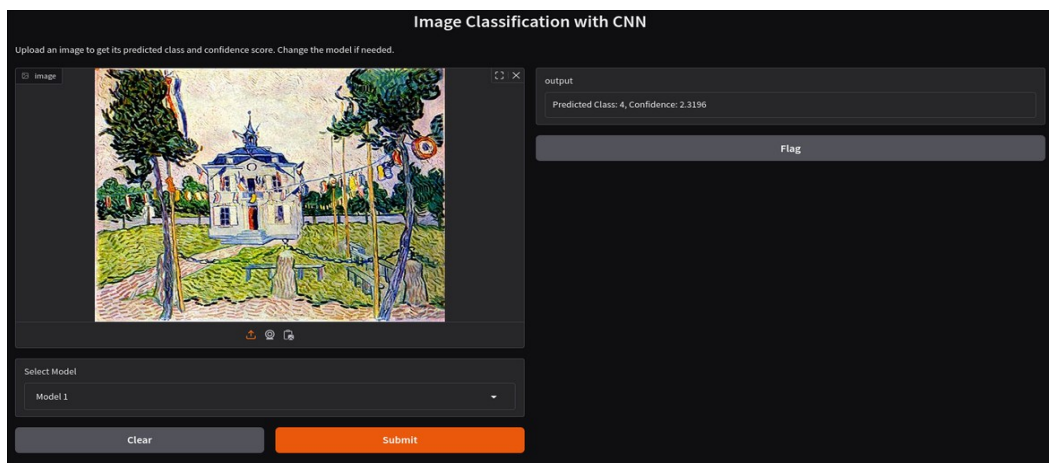 Image Classification with CNN
Upload an image to get its predicted class and confidence score. Change the model if needed.
image
output
Predicted Class: 4, Confidence: 2.3196
Flag
Select Model
Model 1
Clear
Submit